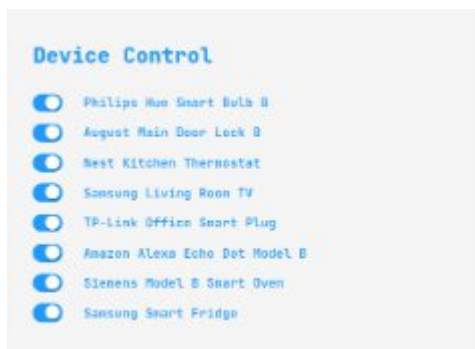 Device Control
Philips Hue Smart Bulb B
August Main Door Lock B
Nest Kitchen Thermostat
Samsung Living Room TV
TP-Link Office Smart Plug
Amazon Alexa Echo Dot Model B
Siemens Model B Smart Oven
Samsung Smart Fridge